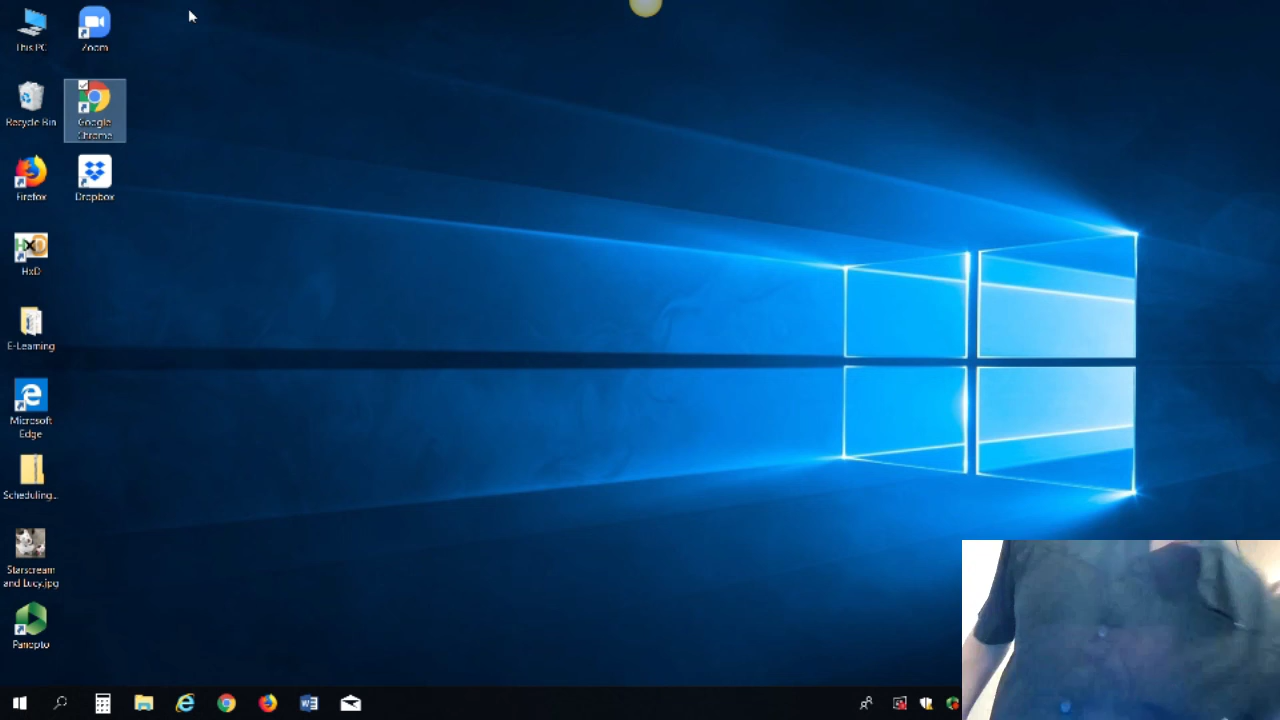 This PC
Zoom
Recycle Bin
Google
Chrome
Firefox
Dropbox
HxD
HxD
E-Learning
Microsoft
Edge
Scheduling...
Starscream
and Lucy.jpg
Panopto